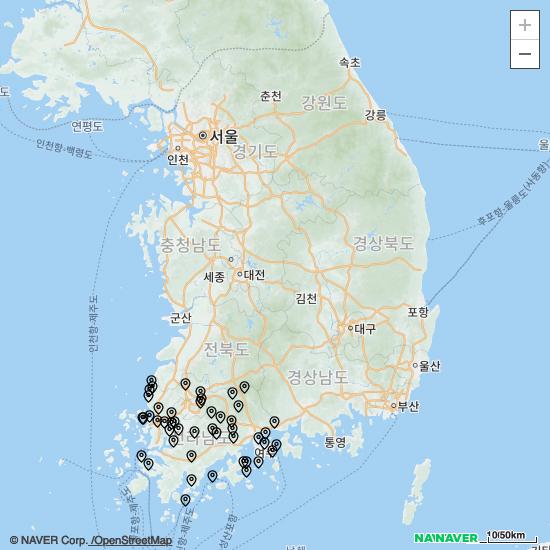 +
−
속초
춘천
강원도
도
연평도
강릉
서울
인천
경기도
울
인천항-백령도
후포항-울릉도(사동항)
충청남도
경상북도
세종
대전
김천
인천항-제주도
군산
포항
대구
전북도
울산
경상남도
부산
통영
© NAVER Corp. /OpenStreetMap
NAVER
10/50km